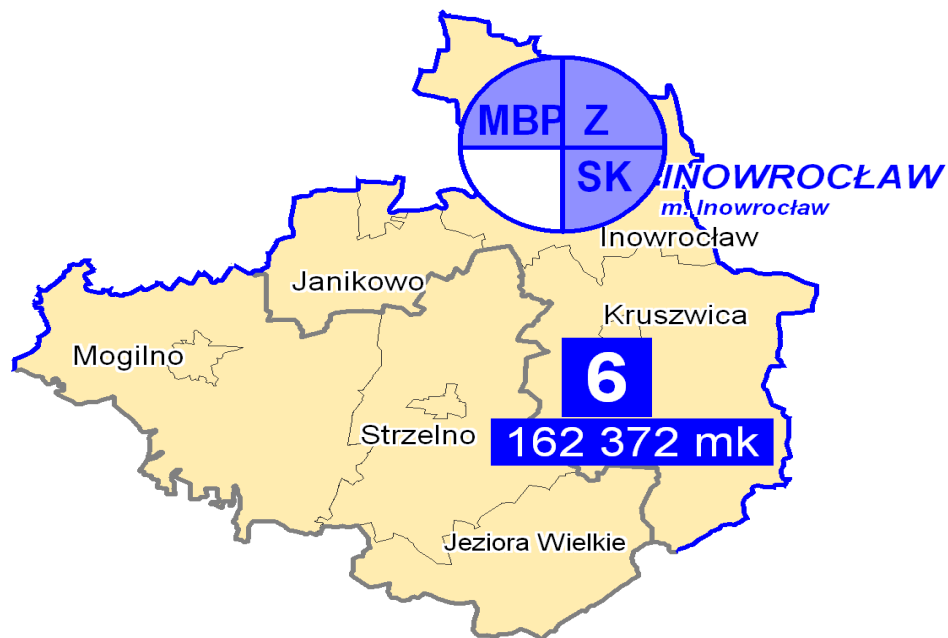 MBP Z
SK
INOWROCŁAW
m. Inowrocław
Inowrocław
Janikowo
Kruszwica
Mogilno
6
Strzelno
162 372 mk
Jeziora Wielkie